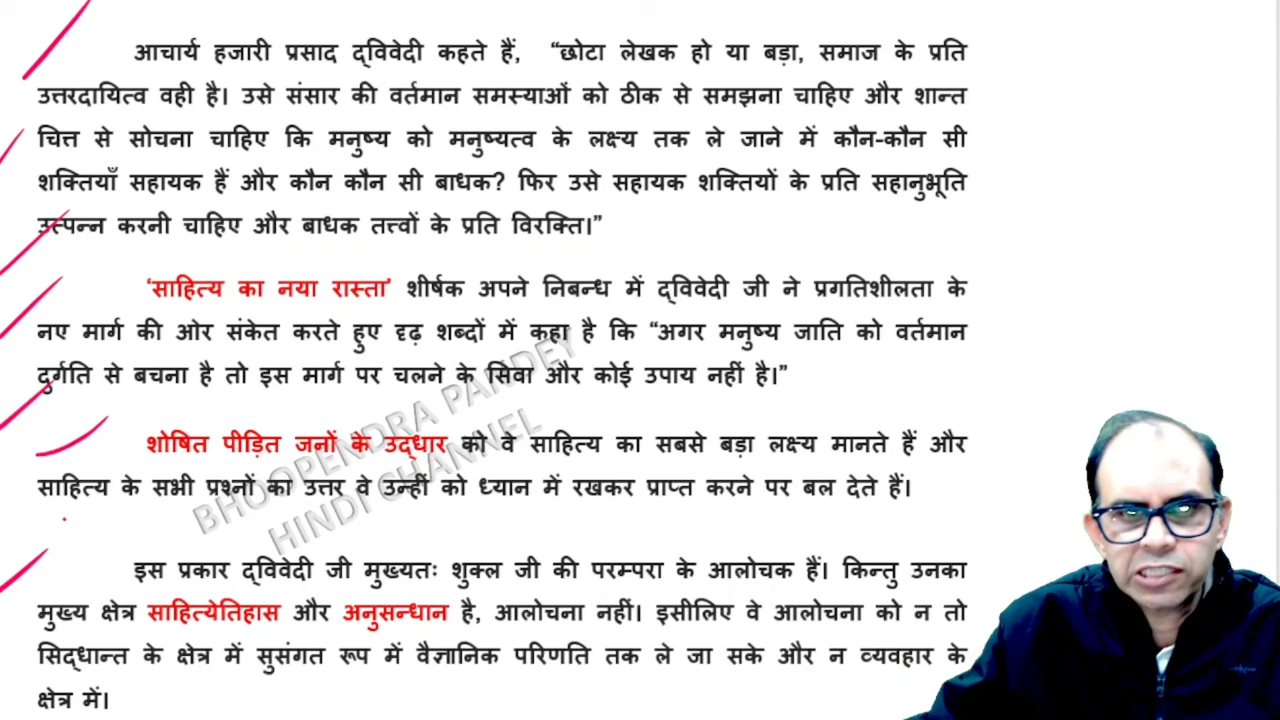 आचार्य हजारी प्रसाद द्विवेदी कहते हैं, “छोटा लेखक हो या बड़ा, समाज के प्रति
उत्तरदायित्व वही है। उसे संसार की वर्तमान समस्याओं को ठीक से समझना चाहिए और शान्त
चित्त से सोचना चाहिए कि मनुष्य को मनुष्यत्व के लक्ष्य तक ले जाने में कौन-कौन सी
शक्तियाँ सहायक हैं और कौन कौन सी बाधक? फिर उसे सहायक शक्तियों के प्रति सहानुभूति
उत्पन्न करनी चाहिए और बाधक तत्त्वों के प्रति विरक्ति।”
‘साहित्य का नया रास्ता’ शीर्षक अपने निबन्ध में द्विवेदी जी ने प्रगतिशीलता के
नए मार्ग की ओर संकेत करते हुए दृढ़ शब्दों में कहा है कि “अगर मनुष्य जाति को वर्तमान
दुर्गति से बचना है तो इस मार्ग पर चलने के सिवा और कोई उपाय नहीं है।”
शोषित पीड़ित जनों के उद्धार को वे साहित्य का सबसे बड़ा लक्ष्य मानते हैं और
साहित्य के सभी प्रश्नों का उत्तर वे उन्हीं को ध्यान में रखकर प्राप्त करने पर बल देते हैं।
इस प्रकार द्विवेदी जी मुख्यतः शुक्ल जी की परम्परा के आलोचक हैं। किन्तु उनका
मुख्य क्षेत्र साहित्येतिहास और अनुसन्धान है, आलोचना नहीं। इसीलिए वे आलोचना को न तो
सिद्धान्त के क्षेत्र में सुसंगत रूप में वैज्ञानिक परिणति तक ले जा सके और न व्यवहार के
क्षेत्र में।
BHOOPENDRA PANDEY
HINDI CHANNEL